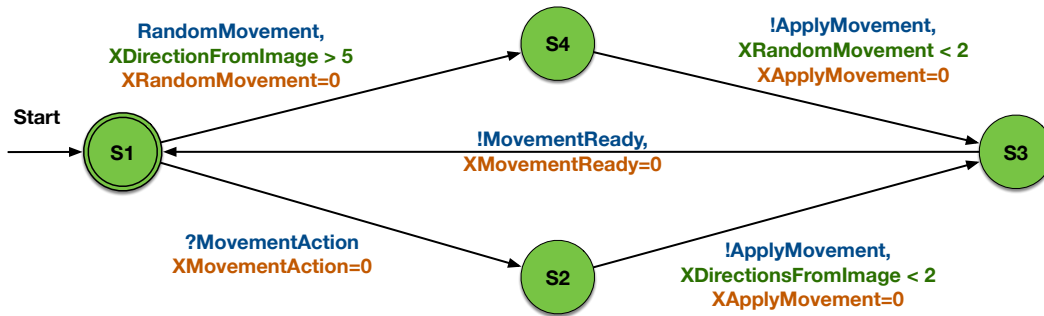 RandomMovement,
XDirectionFromImage > 5
XRandomMovement=0
S4
!ApplyMovement,
XRandomMovement < 2
XApplyMovement=0
Start
S1
!MovementReady,
XMovementReady=0
S3
?MovementAction
XMovementAction=0
S2
!ApplyMovement,
XDirectionsFromImage < 2
XApplyMovement=0